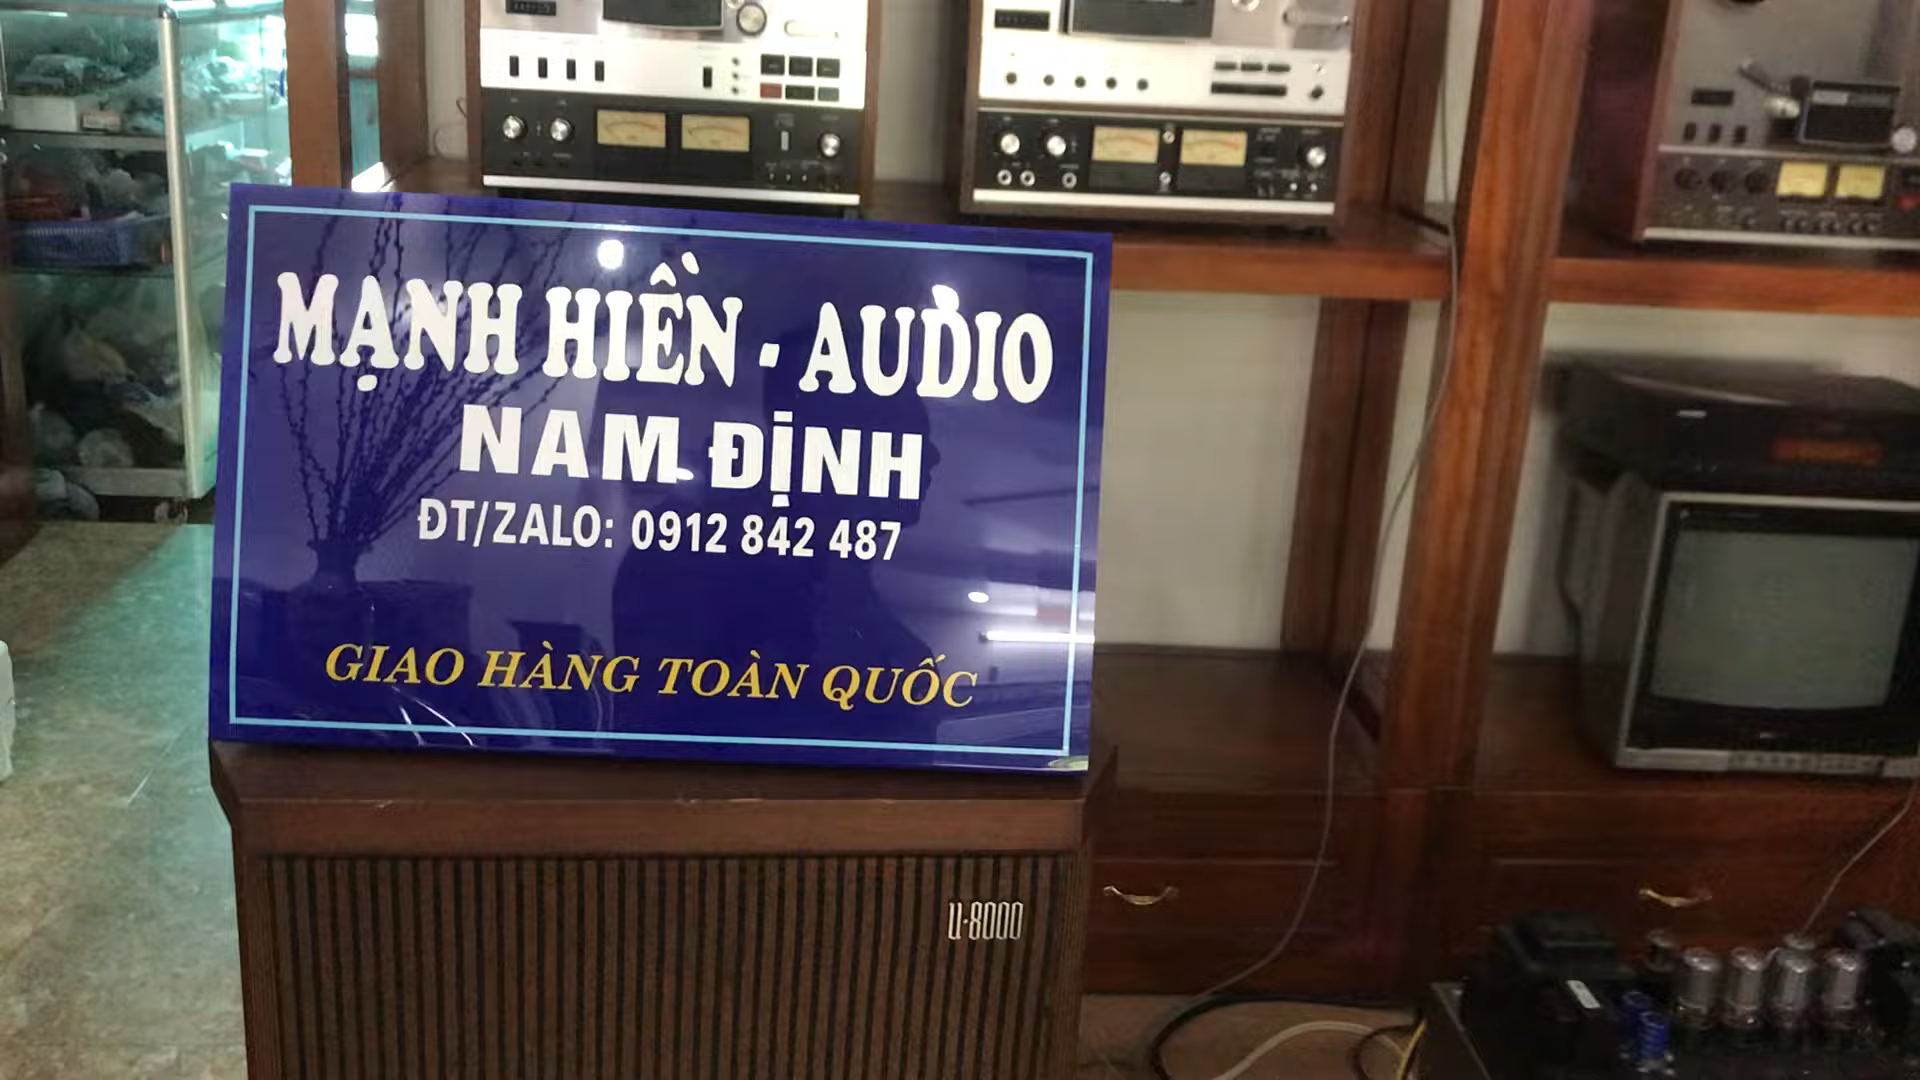 MẠNH HIỀN - AUDIO
NAM ĐỊNH
ĐT/ZALO: 0912 842 487
GIAO HÀNG TOÀN QUỐC
U-8000